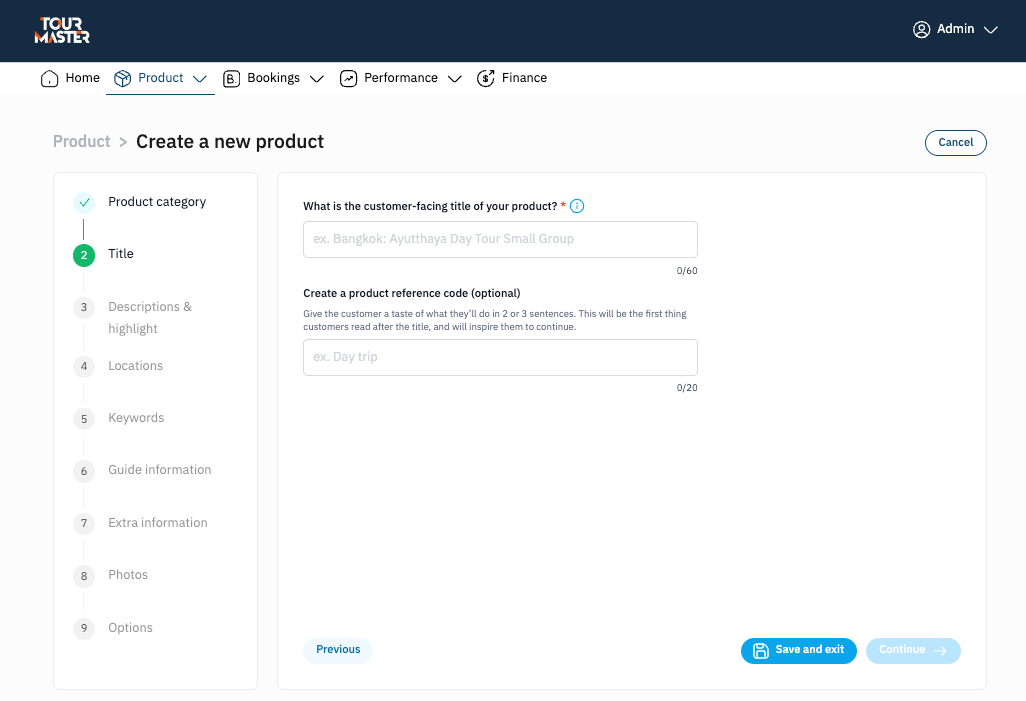 TOUR
MASTER
Admin
Home
Product
Bookings
Performance
Finance
Product > Create a new product
Cancel
Product category
2 Title
3 Descriptions &
highlight
4 Locations
5 Keywords
6 Guide information
7 Extra information
8 Photos
9 Options
What is the customer-facing title of your product? *
ex. Bangkok: Ayutthaya Day Tour Small Group
0/60
Create a product reference code (optional)
Give the customer a taste of what they'll do in 2 or 3 sentences. This will be the first thing
customers read after the title, and will inspire them to continue.
ex. Day trip
0/20
Previous
Save and exit
Continue